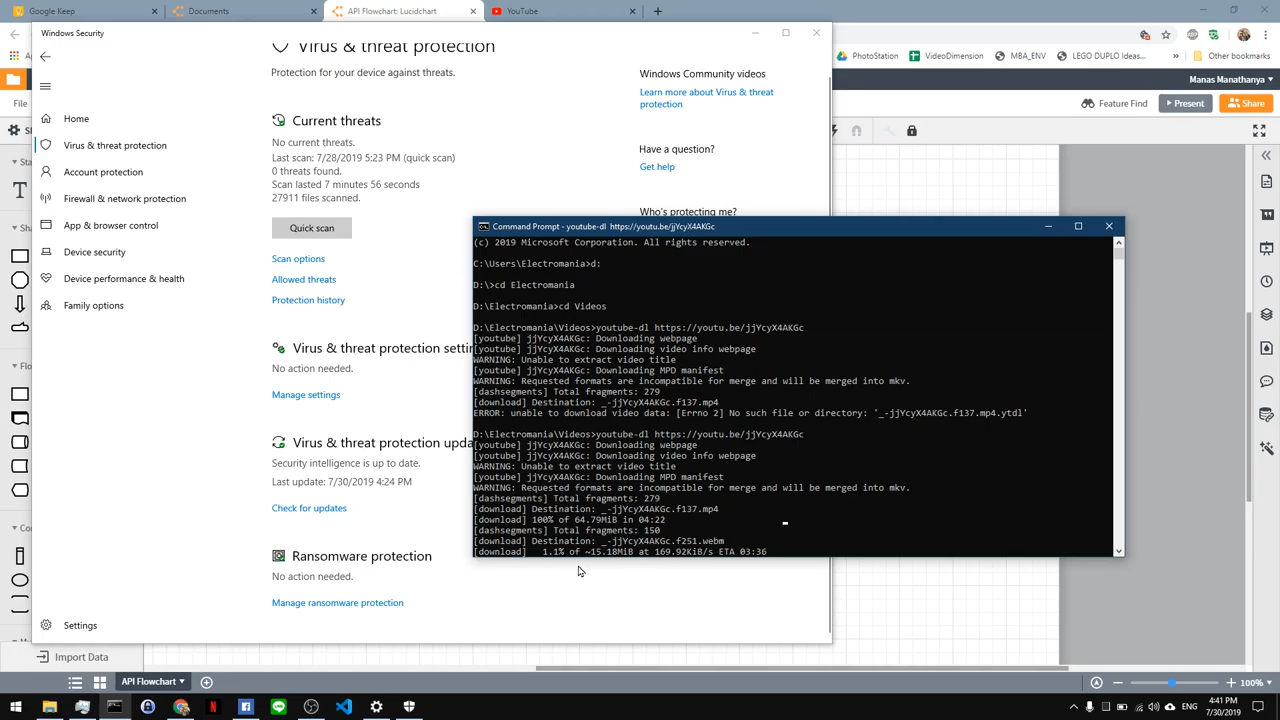 Google Keep
Documents
API Flowchart: Lucidchart
YouTube
PhotoStation
VideoDimension
MBA_ENV
LEGO DUPLO Ideas...
»
Other bookmarks
Manas Manathanya
File
Feature Find
Present
Share
Windows Security
Home
Virus & threat protection
Account protection
Firewall & network protection
App & browser control
Device security
Device performance & health
Family options
Settings
Virus & threat protection
Protection for your device against threats.
Current threats
No current threats.
Last scan: 7/28/2019 5:23 PM (quick scan)
0 threats found.
Scan lasted 7 minutes 56 seconds
27911 files scanned.
Quick scan
Scan options
Allowed threats
Protection history
Virus & threat protection settin
No action needed.
Manage settings
Virus & threat protection upda
Security intelligence is up to date.
Last update: 7/30/2019 4:24 PM
Check for updates
Ransomware protection
No action needed.
Manage ransomware protection
Windows Community videos
Learn more about Virus & threat
protection
Have a question?
Get help
Who's protecting me?
Command Prompt - youtube-dl  https://youtu.be/jjYcyX4AKGc
(c) 2019 Microsoft Corporation. All rights reserved.
C:\Users\Electromania>d:
D:\>cd Electromania
D:\Electromania>cd Videos
D:\Electromania\Videos>youtube-dl https://youtu.be/jjYcyX4AKGc
[youtube] jjYcyX4AKGc: Downloading webpage
[youtube] jjYcyX4AKGc: Downloading video info webpage
WARNING: Unable to extract video title
[youtube] jjYcyX4AKGc: Downloading MPD manifest
WARNING: Requested formats are incompatible for merge and will be merged into mkv.
[dashsegments] Total fragments: 279
[download] Destination: _-jjYcyX4AKGc.f137.mp4
ERROR: unable to download video data: [Errno 2] No such file or directory: '_-jjYcyX4AKGc.f137.mp4.ytdl'
D:\Electromania\Videos>youtube-dl https://youtu.be/jjYcyX4AKGc
[youtube] jjYcyX4AKGc: Downloading webpage
[youtube] jjYcyX4AKGc: Downloading video info webpage
WARNING: Unable to extract video title
[youtube] jjYcyX4AKGc: Downloading MPD manifest
WARNING: Requested formats are incompatible for merge and will be merged into mkv.
[dashsegments] Total fragments: 279
[download] Destination: _-jjYcyX4AKGc.f137.mp4
[download] 100% of 64.79MiB in 04:22
[dashsegments] Total fragments: 150
[download] Destination: _-jjYcyX4AKGc.f251.webm
[download]   1.1% of ~15.18MiB at 169.92KiB/s ETA 03:36
Import Data
API Flowchart
100%
ENG
4:41 PM
7/30/2019